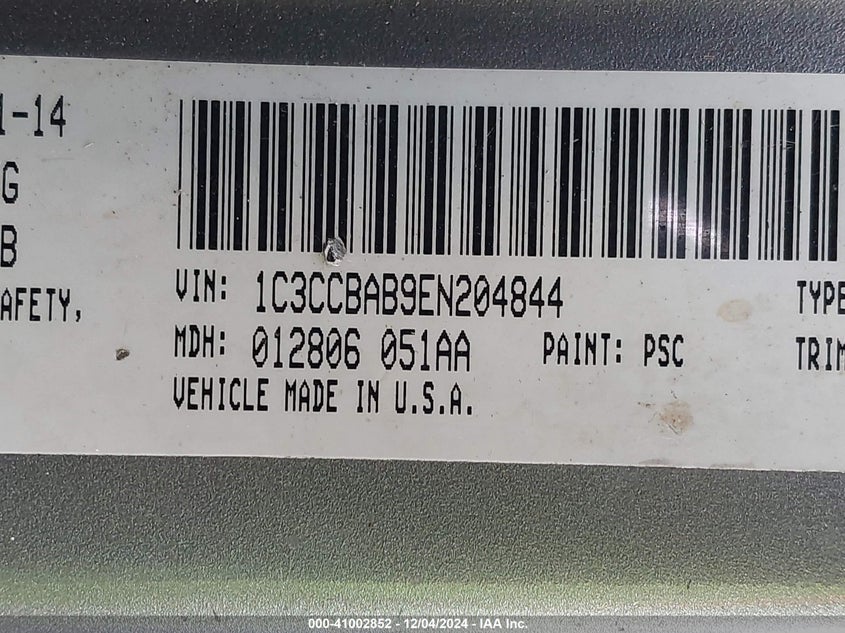 1-14
G
B
AFETY,
VIN: 1C3CCBAB9EN204844
MDH: 012806 051AA PAINT: PSC
VEHICLE MADE IN U.S.A.
TYPE
TRIM
000-41002852 - 12/04/2024 - IAA Inc.